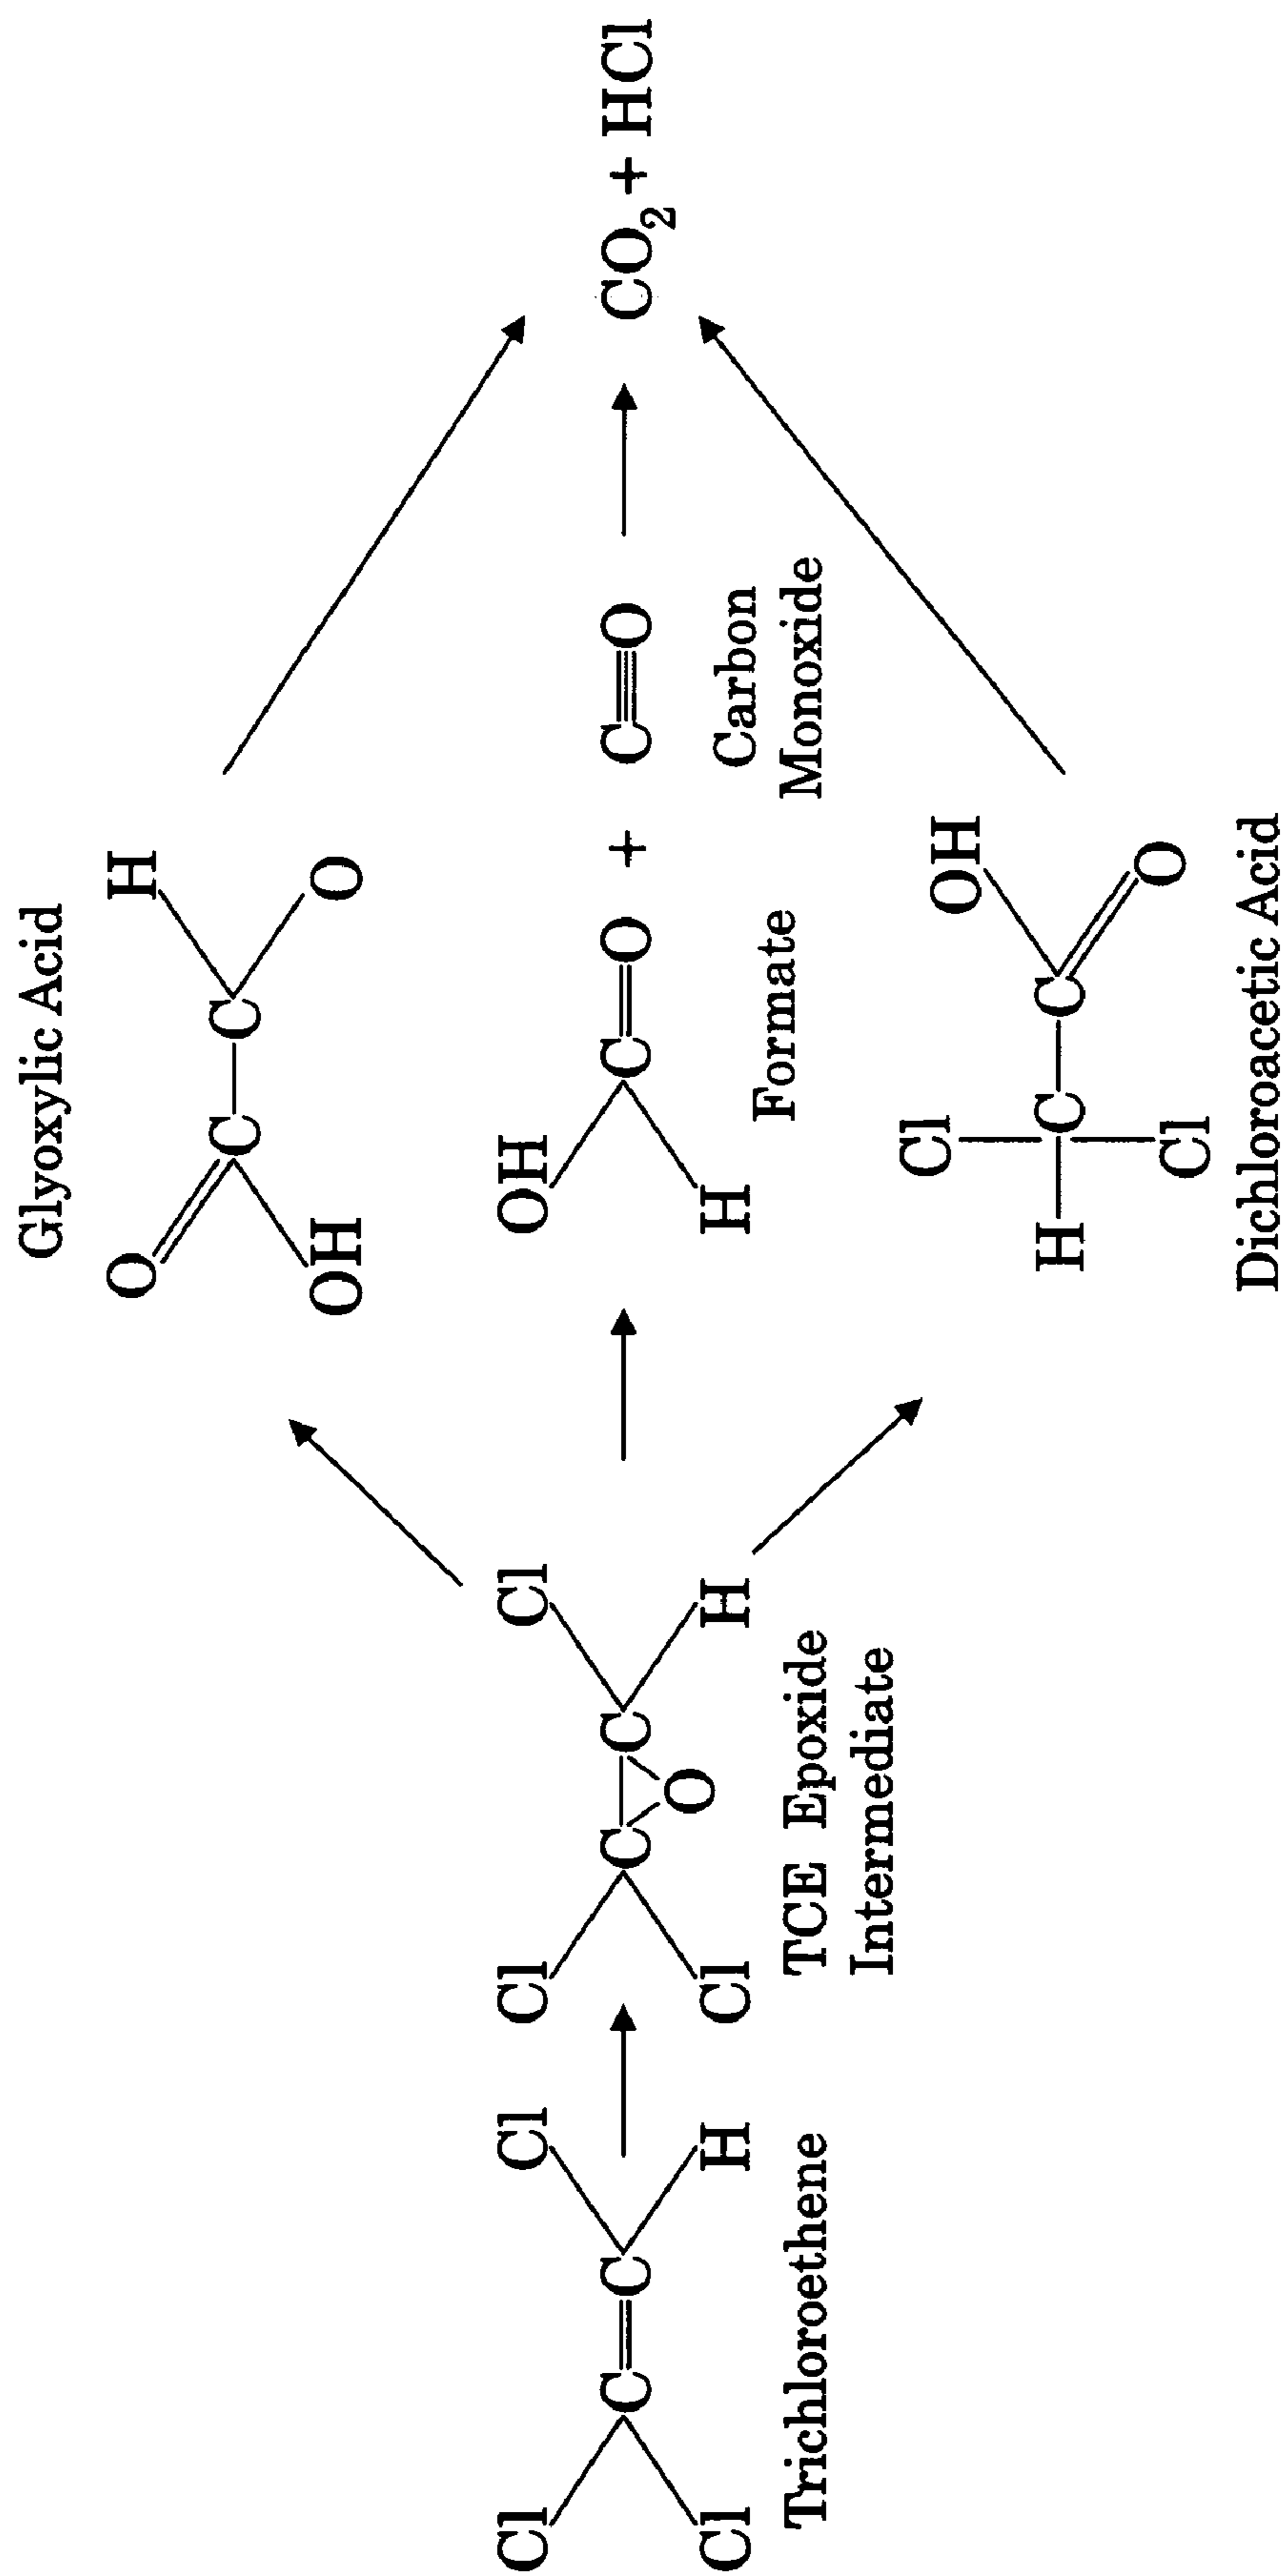 Glyoxylic Acid
O H
C C
OH O
Cl Cl Cl Cl OH
C C C C C O + C O CO2 + HCl
O
Cl H Cl H H
Trichloroethene
TCE Epoxide
Intermediate
Formate
Carbon
Monoxide
Cl OH
H C C
Cl O
Dichloroacetic Acid